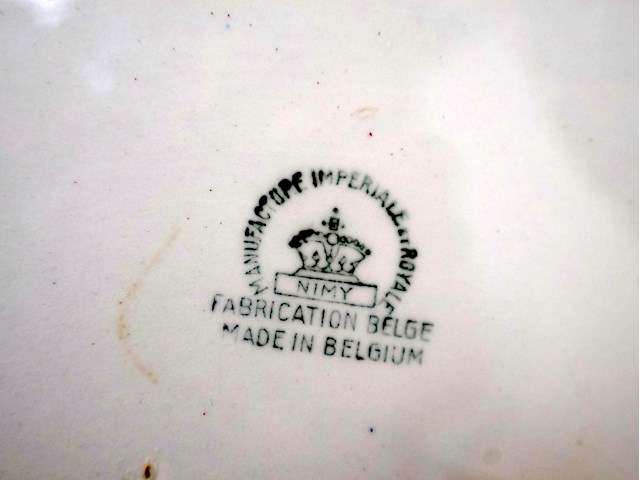 MANUFACTURE IMPERIALE et ROYALE
NIMY
FABRICATION BELGE
MADE IN BELGIUM